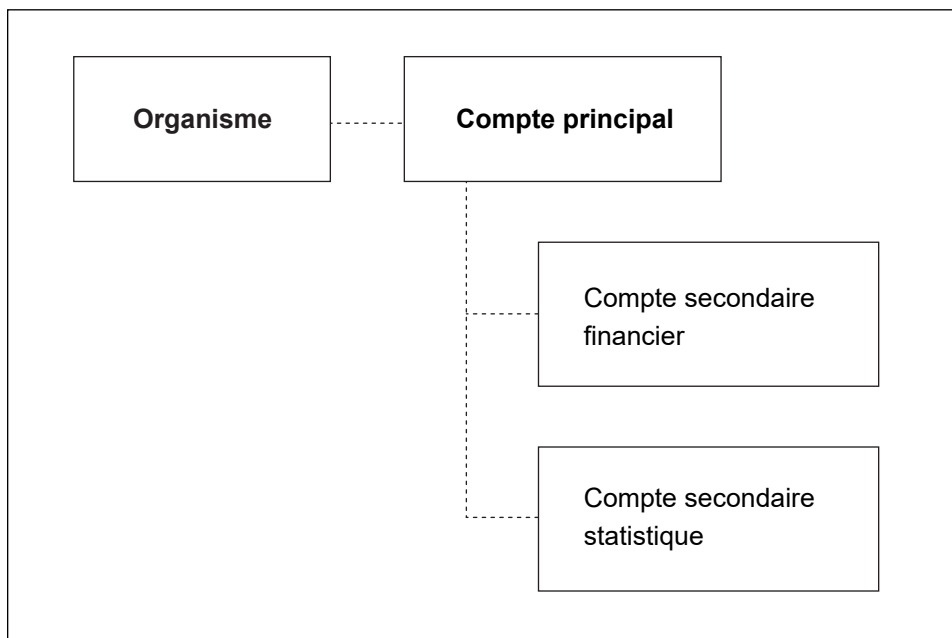 Organisme
Compte principal
Compte secondaire
financier
Compte secondaire
statistique